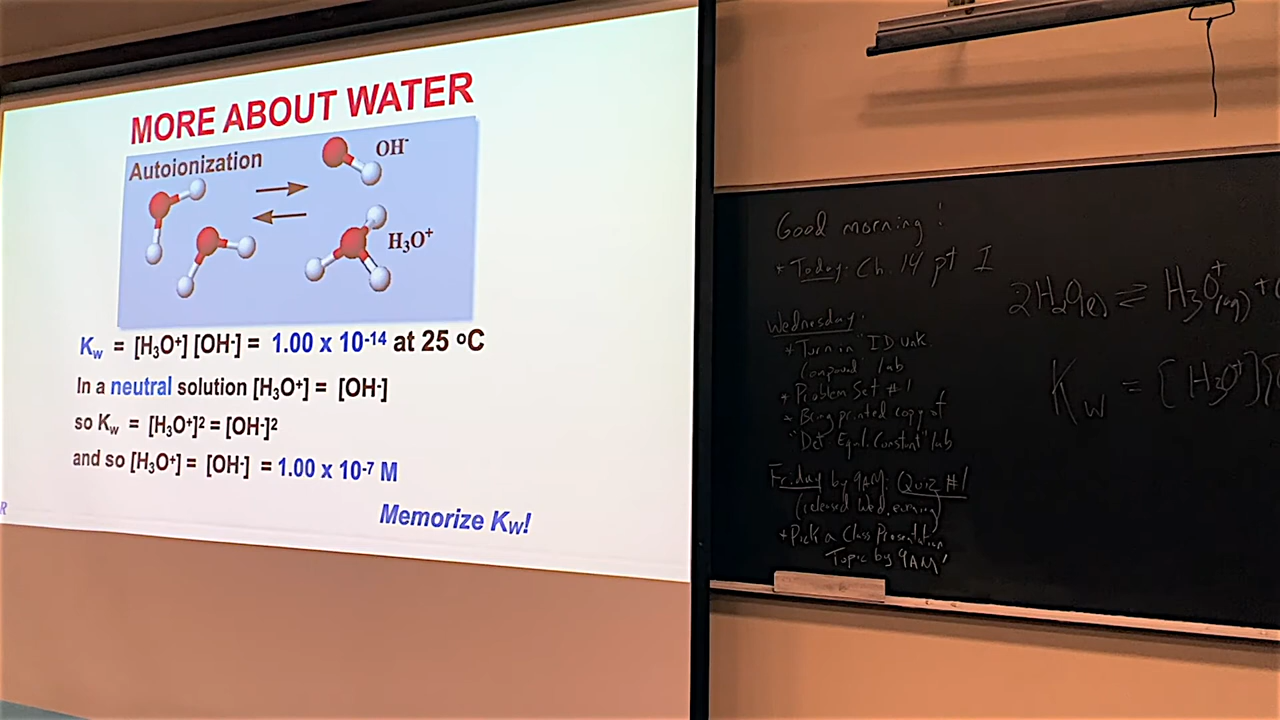 MORE ABOUT WATER
Autoionization
OH⁻
H₃O⁺
Kw = [H₃O⁺] [OH⁻] = 1.00 x 10⁻¹⁴ at 25 ᵒC
In a neutral solution [H₃O⁺] = [OH⁻]
so Kw = [H₃O⁺]² = [OH⁻]²
and so [H₃O⁺] = [OH⁻] = 1.00 x 10⁻⁷ M
R
Memorize Kw!
Good morning!
* Today: Ch. 14 pt I
Wednesday:
* Turn in "ID Unk.
Compound" lab
* Problem Set #1
* Bring printed copy of
"Det. Equil. Constant" lab
Friday by 9AM: Quiz #1
(released Wed. evening)
* Pick a Class Presentation
Topic by 9AM!
2H₂O(l) ⇌ H₃O⁺(aq) +
Kw = [H₃O⁺][